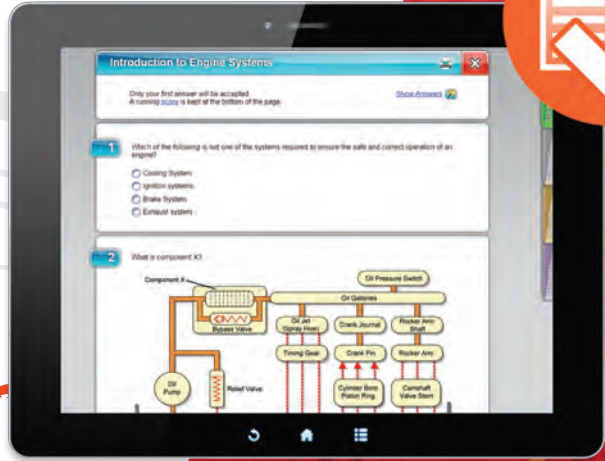 Introduction to Engine Systems
Only your first answer will be accepted
A running score is kept at the bottom of the page
Show Answers
1
Which of the following is not one of the systems required to ensure the safe and correct operation of an
engine?
Cooling System
Ignition systems
Brake System
Exhaust system
2
What is component X?
Component X
Oil Pressure Switch
Oil Galleries
Bypass Valve
Oil Jet
(Spray Hole)
Crank Journal
Rocker Arm
Shaft
Timing Gear
Crank Pin
Rocker Arm
Oil
Pump
Relief Valve
Cylinder Bore
Piston Ring
Camshaft
Valve Stem